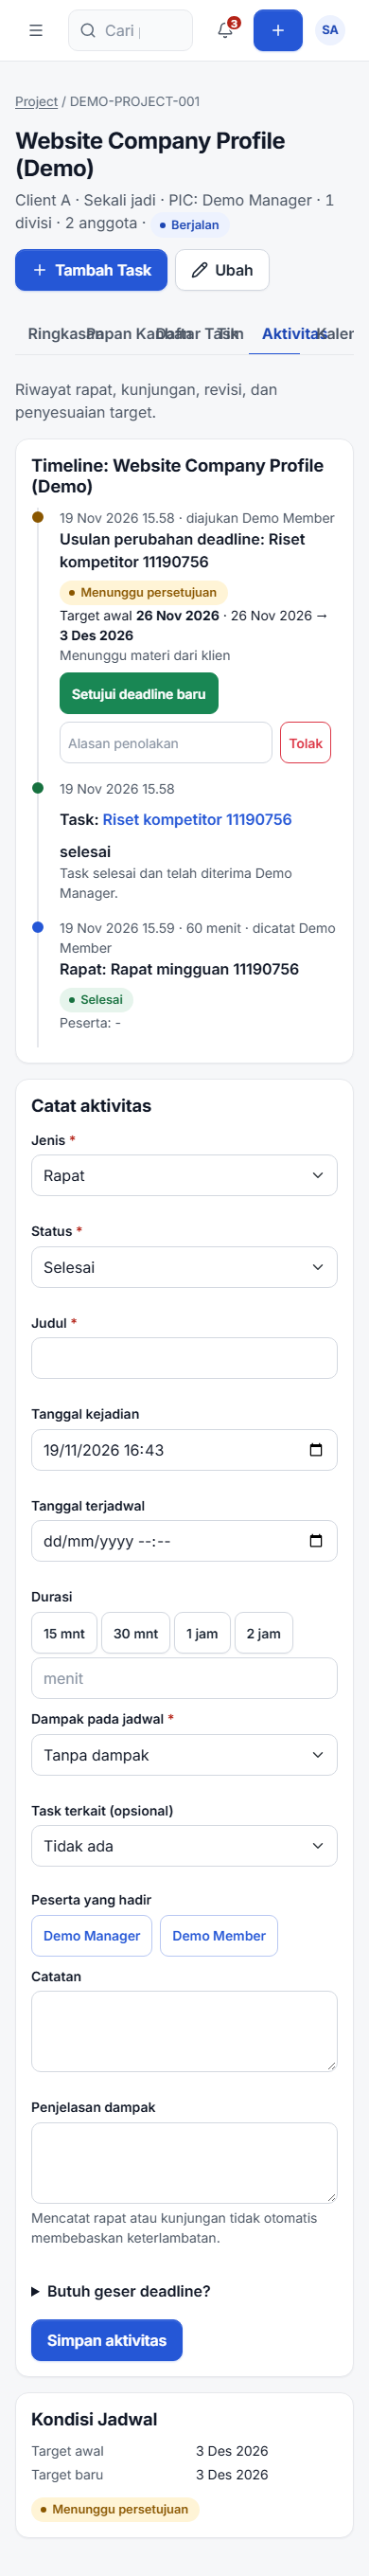 Cari
3
SA
Project / DEMO-PROJECT-001
Website Company Profile
(Demo)
Client A · Sekali jadi · PIC: Demo Manager · 1
divisi · 2 anggota · Berjalan
Tambah Task
Ubah
Ringkasan Papan Kanban Daftar Task Tim Aktivitas Kalen
Riwayat rapat, kunjungan, revisi, dan
penyesuaian target.
Timeline: Website Company Profile
(Demo)
19 Nov 2026 15.58 · diajukan Demo Member
Usulan perubahan deadline: Riset
kompetitor 11190756
Menunggu persetujuan
Target awal 26 Nov 2026 · 26 Nov 2026 →
3 Des 2026
Menunggu materi dari klien
Setujui deadline baru
Alasan penolakan
Tolak
19 Nov 2026 15.58
Task: Riset kompetitor 11190756
selesai
Task selesai dan telah diterima Demo
Manager.
19 Nov 2026 15.59 · 60 menit · dicatat Demo
Member
Rapat: Rapat mingguan 11190756
Selesai
Peserta: -
Catat aktivitas
Jenis *
Rapat
Status *
Selesai
Judul *
Tanggal kejadian
19/11/2026 16:43
Tanggal terjadwal
dd/mm/yyyy --:--
Durasi
15 mnt 30 mnt 1 jam 2 jam
menit
Dampak pada jadwal *
Tanpa dampak
Task terkait (opsional)
Tidak ada
Peserta yang hadir
Demo Manager Demo Member
Catatan
Penjelasan dampak
Mencatat rapat atau kunjungan tidak otomatis
membebaskan keterlambatan.
Butuh geser deadline?
Simpan aktivitas
Kondisi Jadwal
Target awal 3 Des 2026
Target baru 3 Des 2026
Menunggu persetujuan